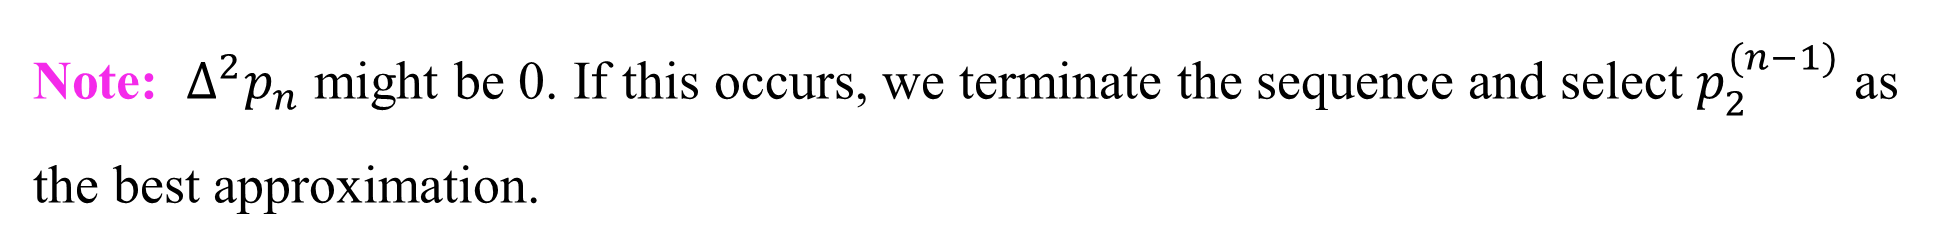 Note: Δ²pₙ might be 0. If this occurs, we terminate the sequence and select p₂⁽ⁿ⁻¹⁾ as
the best approximation.